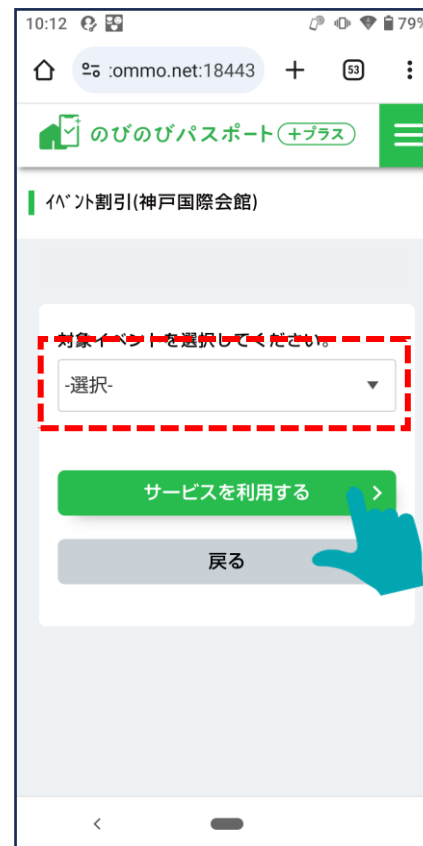 10:12 79%
:ommo.net:18443 53
のびのびパスポート +プラス
イベント割引(神戸国際会館)
対象イベントを選択してください。
-選択-
サービスを利用する
戻る